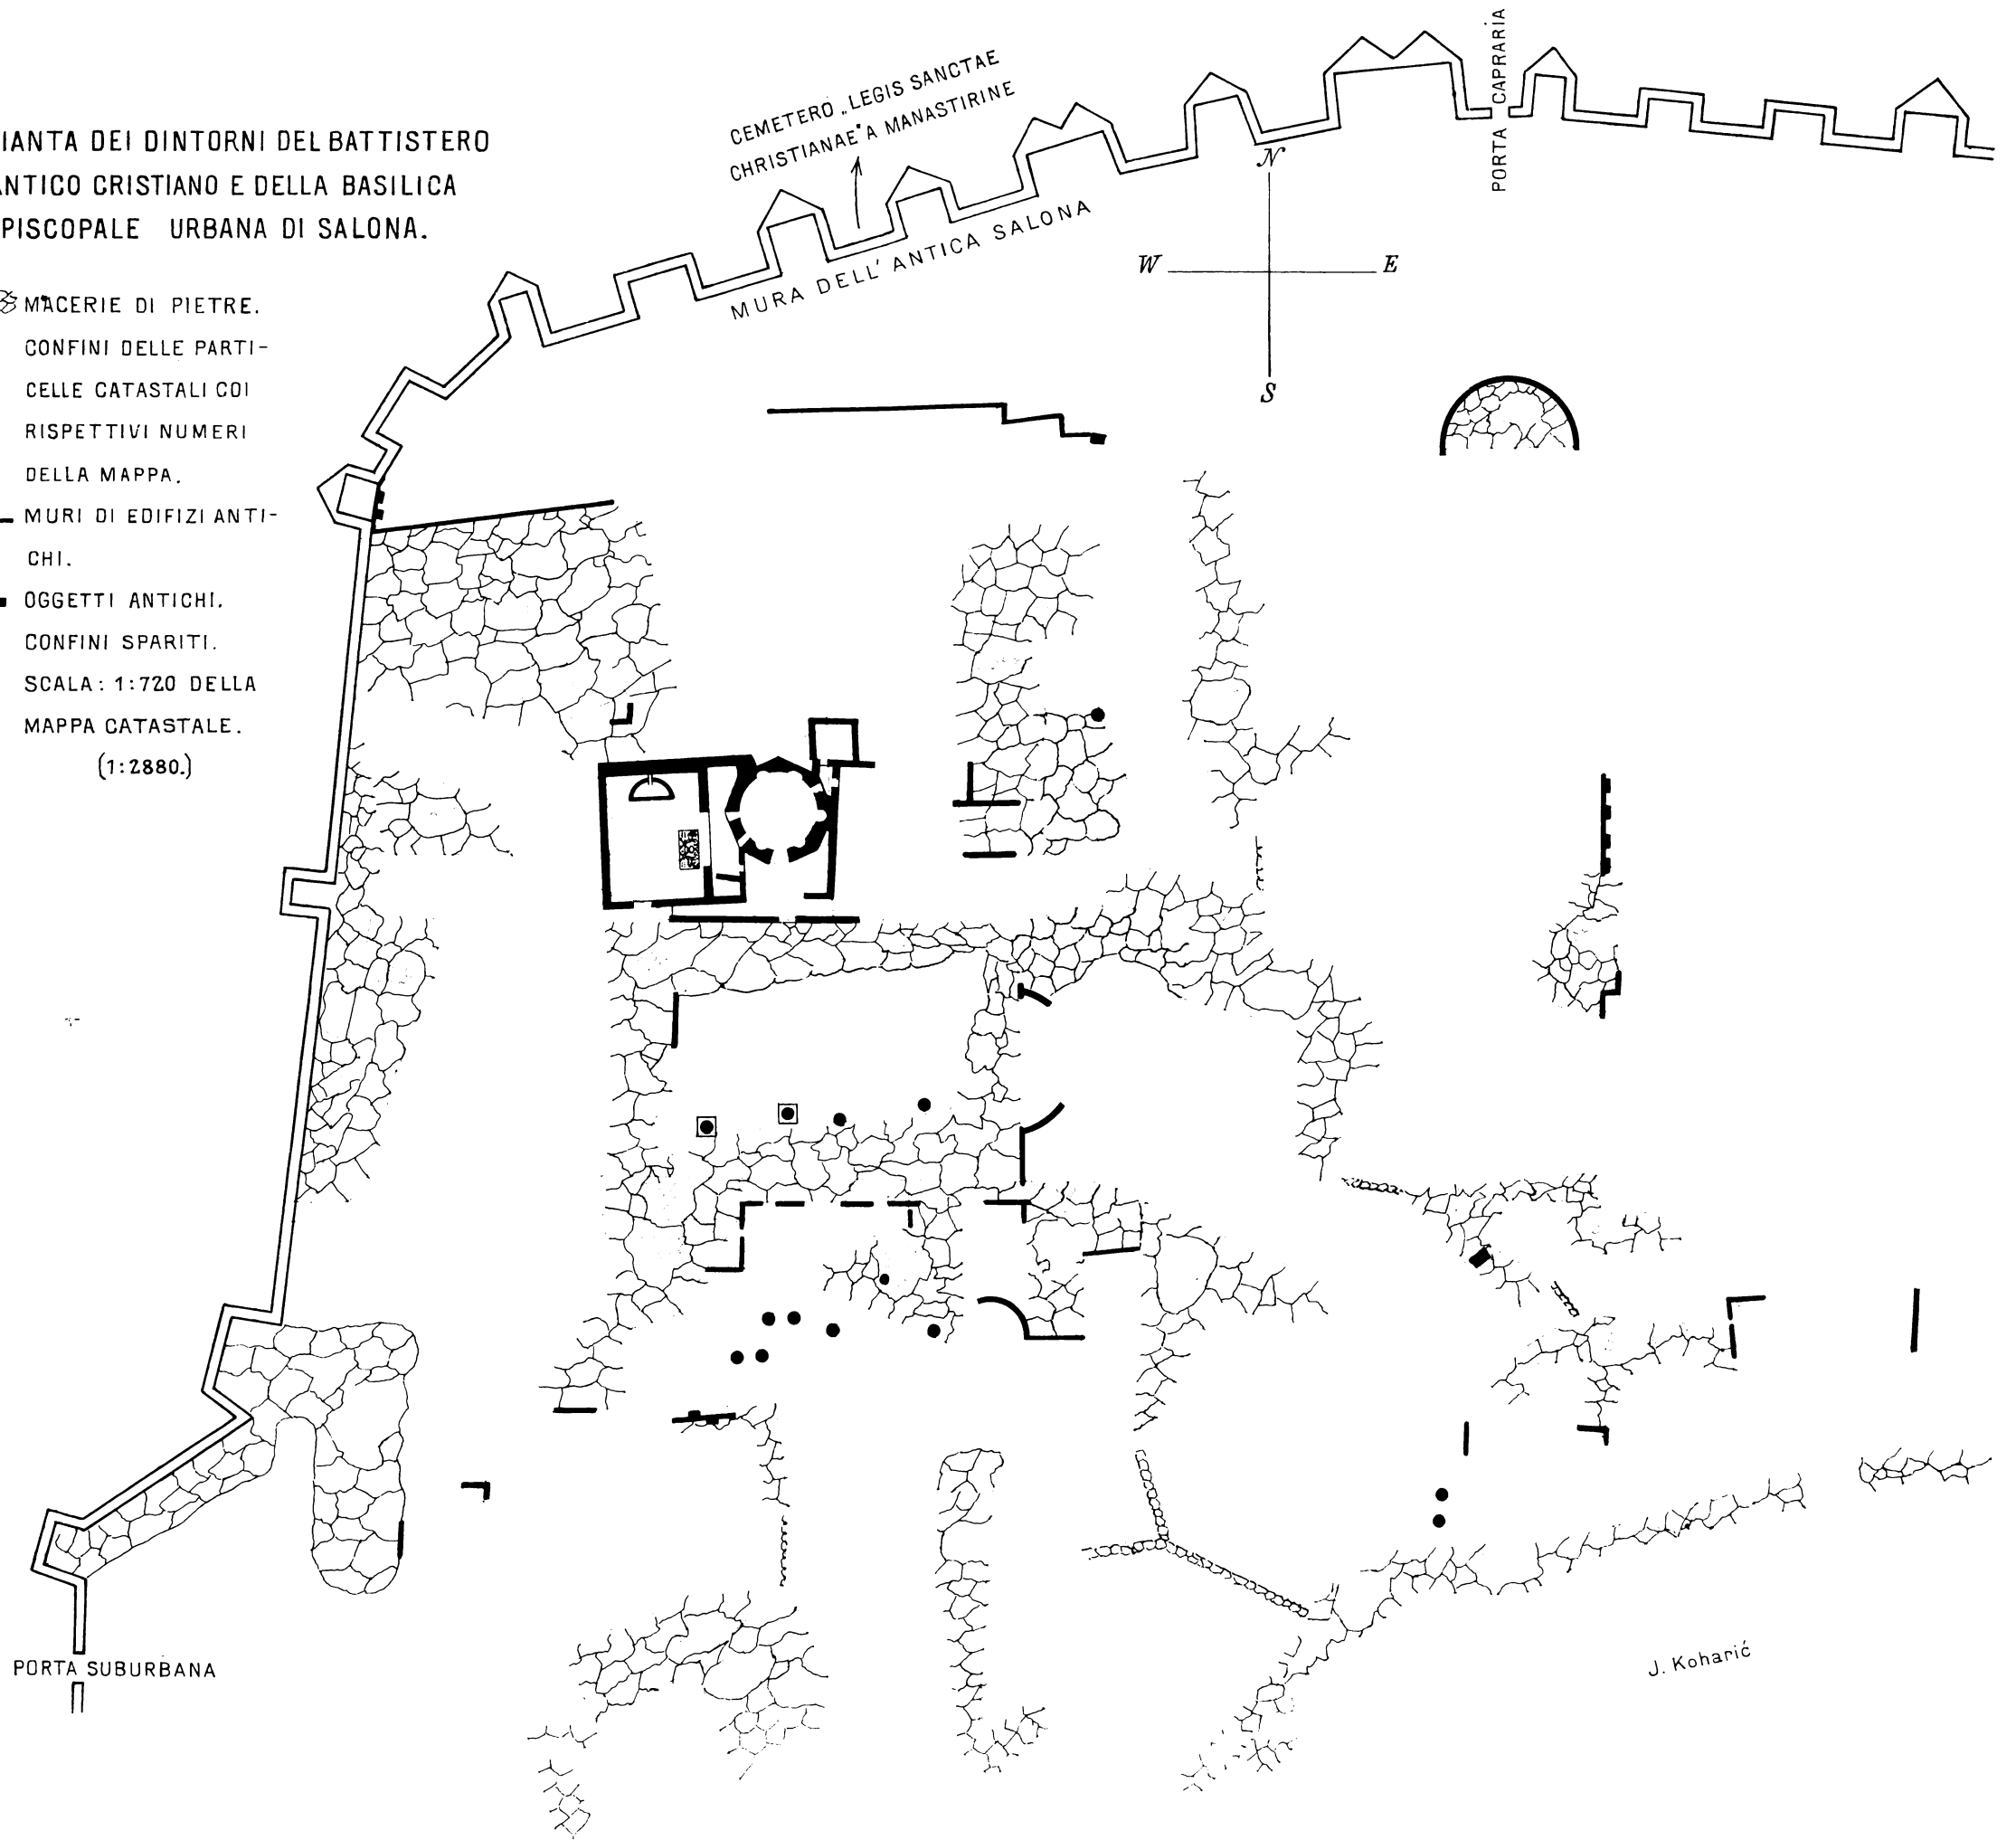 IANTA DEI DINTORNI DEL BATTISTERO
ANTICO CRISTIANO E DELLA BASILICA
PISCOPALE URBANA DI SALONA.
MACERIE DI PIETRE.
CONFINI DELLE PARTI-
CELLE CATASTALI COI
RISPETTIVI NUMERI
DELLA MAPPA.
MURI DI EDIFIZI ANTI-
CHI.
OGGETTI ANTICHI.
CONFINI SPARITI.
SCALA: 1:720 DELLA
MAPPA CATASTALE.
(1:2880.)
CEMETERO „LEGIS SANCTAE
CHRISTIANAE" A MANASTIRINE
MURA DELL' ANTICA SALONA
PORTA CAPRARIA
N
W E
S
PORTA SUBURBANA
J. Koharić